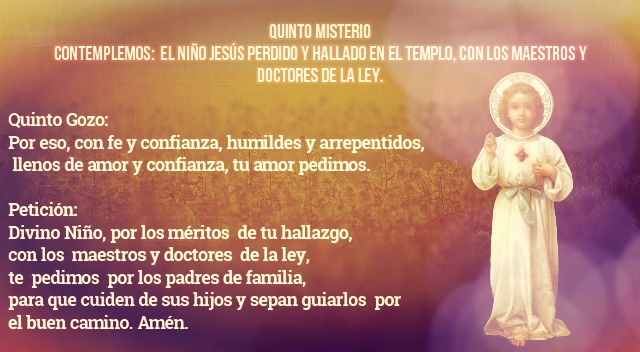 QUINTO MISTERIO
CONTEMPLEMOS: EL NIÑO JESÚS PERDIDO Y HALLADO EN EL TEMPLO, CON LOS MAESTROS Y
DOCTORES DE LA LEY.
Quinto Gozo:
Por eso, con fe y confianza, humildes y arrepentidos,
llenos de amor y confianza, tu amor pedimos.
Petición:
Divino Niño, por los méritos de tu hallazgo,
con los maestros y doctores de la ley,
te pedimos por los padres de familia,
para que cuiden de sus hijos y sepan guiarlos por
el buen camino. Amén.